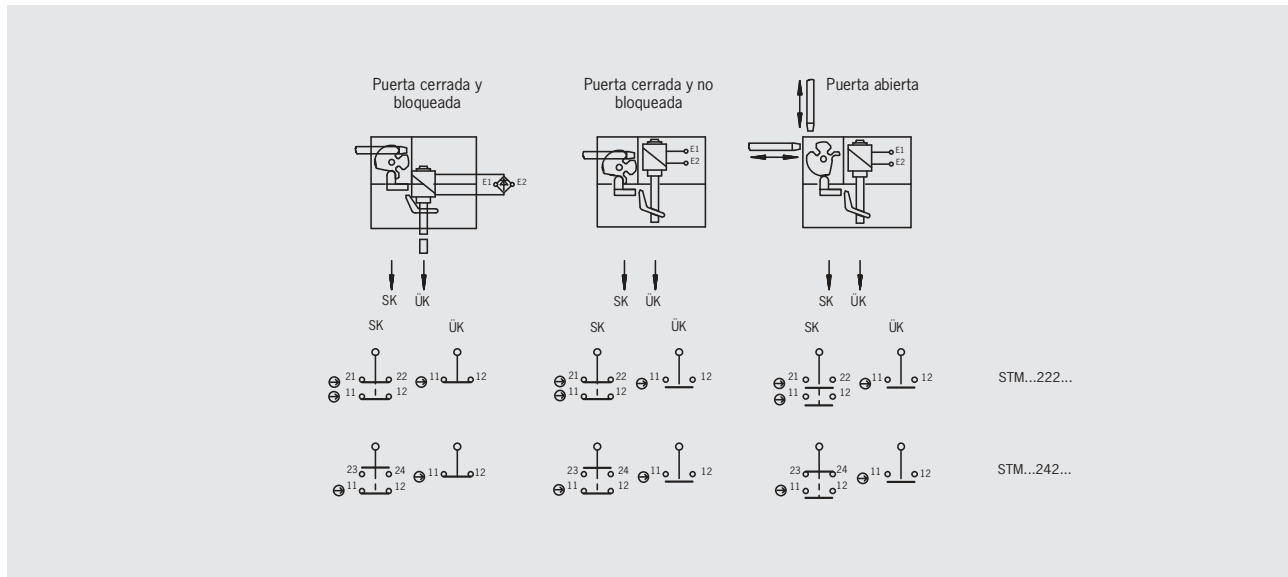 Puerta cerrada y
bloqueada
Puerta cerrada y no
bloqueada
Puerta abierta
E1 E2
E1
E2
E1
E2
SK ÜK
SK ÜK
SK ÜK
SK ÜK
SK ÜK
SK ÜK
21 22 11 12
11 12
21 22 11 12
11 12
21 22 11 12
11 12
STM...222...
23 24 11 12
11 12
23 24 11 12
11 12
23 24 11 12
11 12
STM...242...